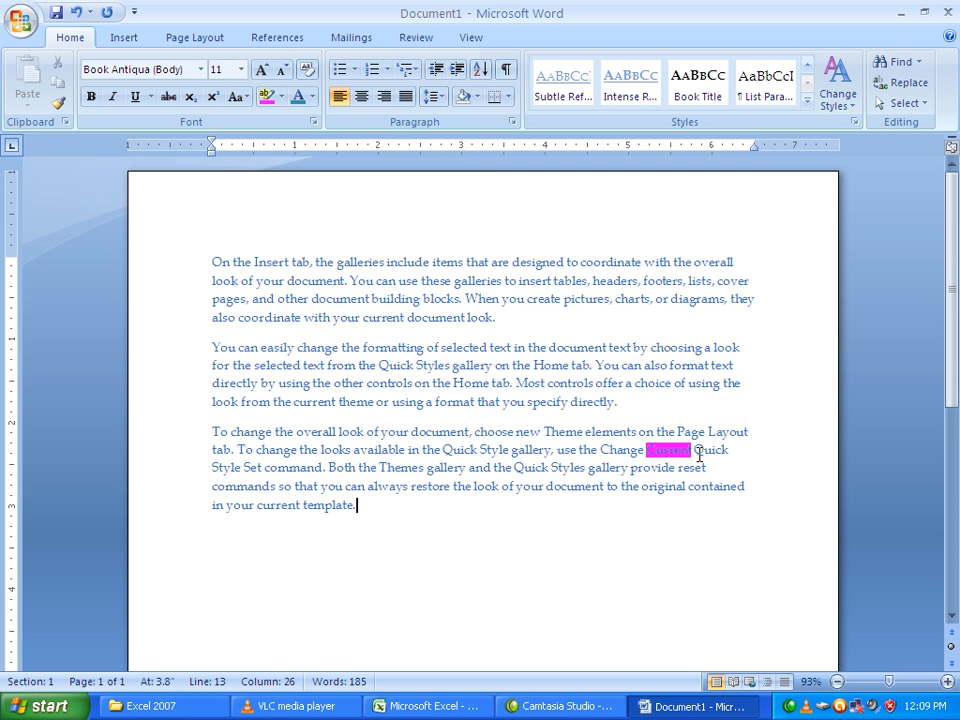 Document1 - Microsoft Word
Home Insert Page Layout References Mailings Review View
Paste
Clipboard
Book Antiqua (Body) 11
B I U abc x₂ x² Aa
Font
Paragraph
AaBbCc AaBbCc AaBbCc AaBbCcI
Subtle Ref... Intense R... Book Title ¶ List Para...
Change Styles
Styles
Find
Replace
Select
Editing
1 1 2 3 4 5 6 7
On the Insert tab, the galleries include items that are designed to coordinate with the overall
look of your document. You can use these galleries to insert tables, headers, footers, lists, cover
pages, and other document building blocks. When you create pictures, charts, or diagrams, they
also coordinate with your current document look.
You can easily change the formatting of selected text in the document text by choosing a look
for the selected text from the Quick Styles gallery on the Home tab. You can also format text
directly by using the other controls on the Home tab. Most controls offer a choice of using the
look from the current theme or using a format that you specify directly.
To change the overall look of your document, choose new Theme elements on the Page Layout
tab. To change the looks available in the Quick Style gallery, use the Change Current Quick
Style Set command. Both the Themes gallery and the Quick Styles gallery provide reset
commands so that you can always restore the look of your document to the original contained
in your current template.
Section: 1 Page: 1 of 1 At: 3.8" Line: 13 Column: 26 Words: 185 93%
start Excel 2007 VLC media player Microsoft Excel - ... Camtasia Studio - ... Document1 - Micr... 12:09 PM